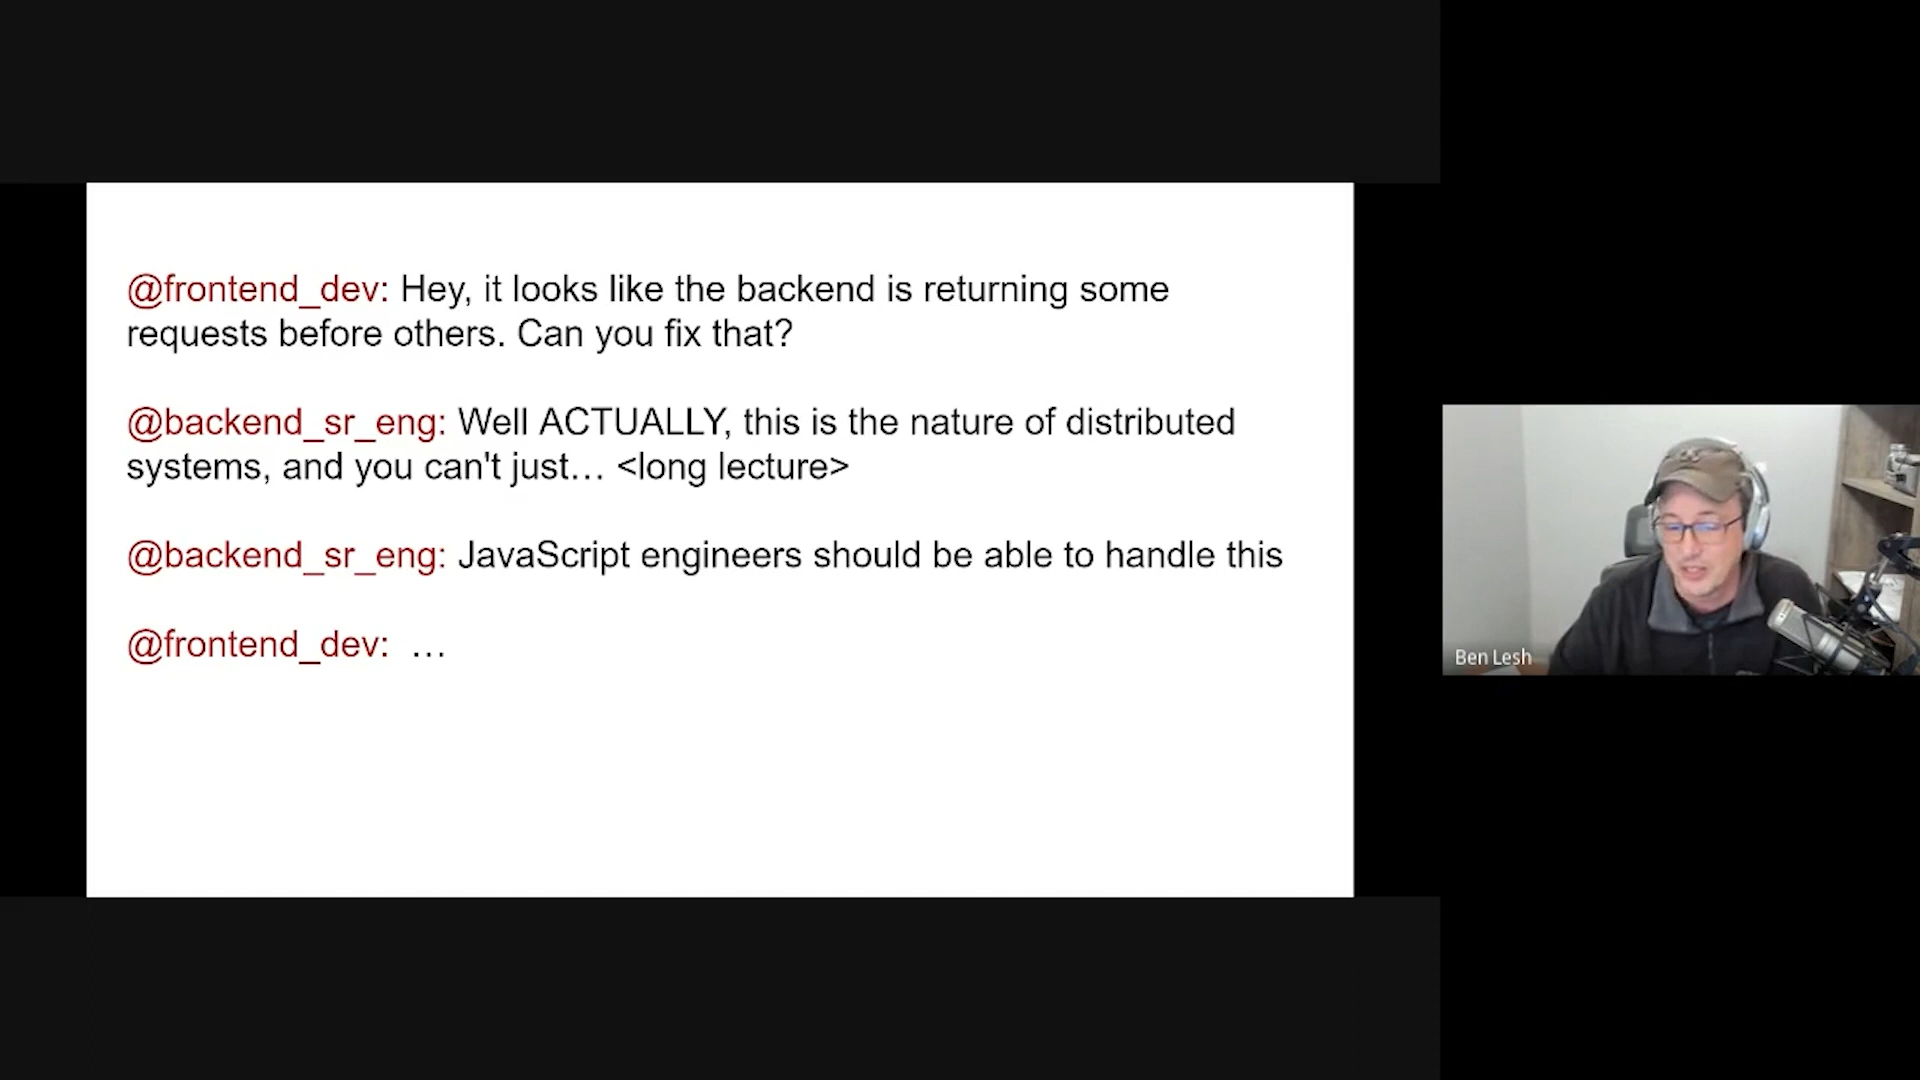 @frontend_dev: Hey, it looks like the backend is returning some
requests before others. Can you fix that?
@backend_sr_eng: Well ACTUALLY, this is the nature of distributed
systems, and you can't just… <long lecture>
@backend_sr_eng: JavaScript engineers should be able to handle this
@frontend_dev: …
Ben Lesh